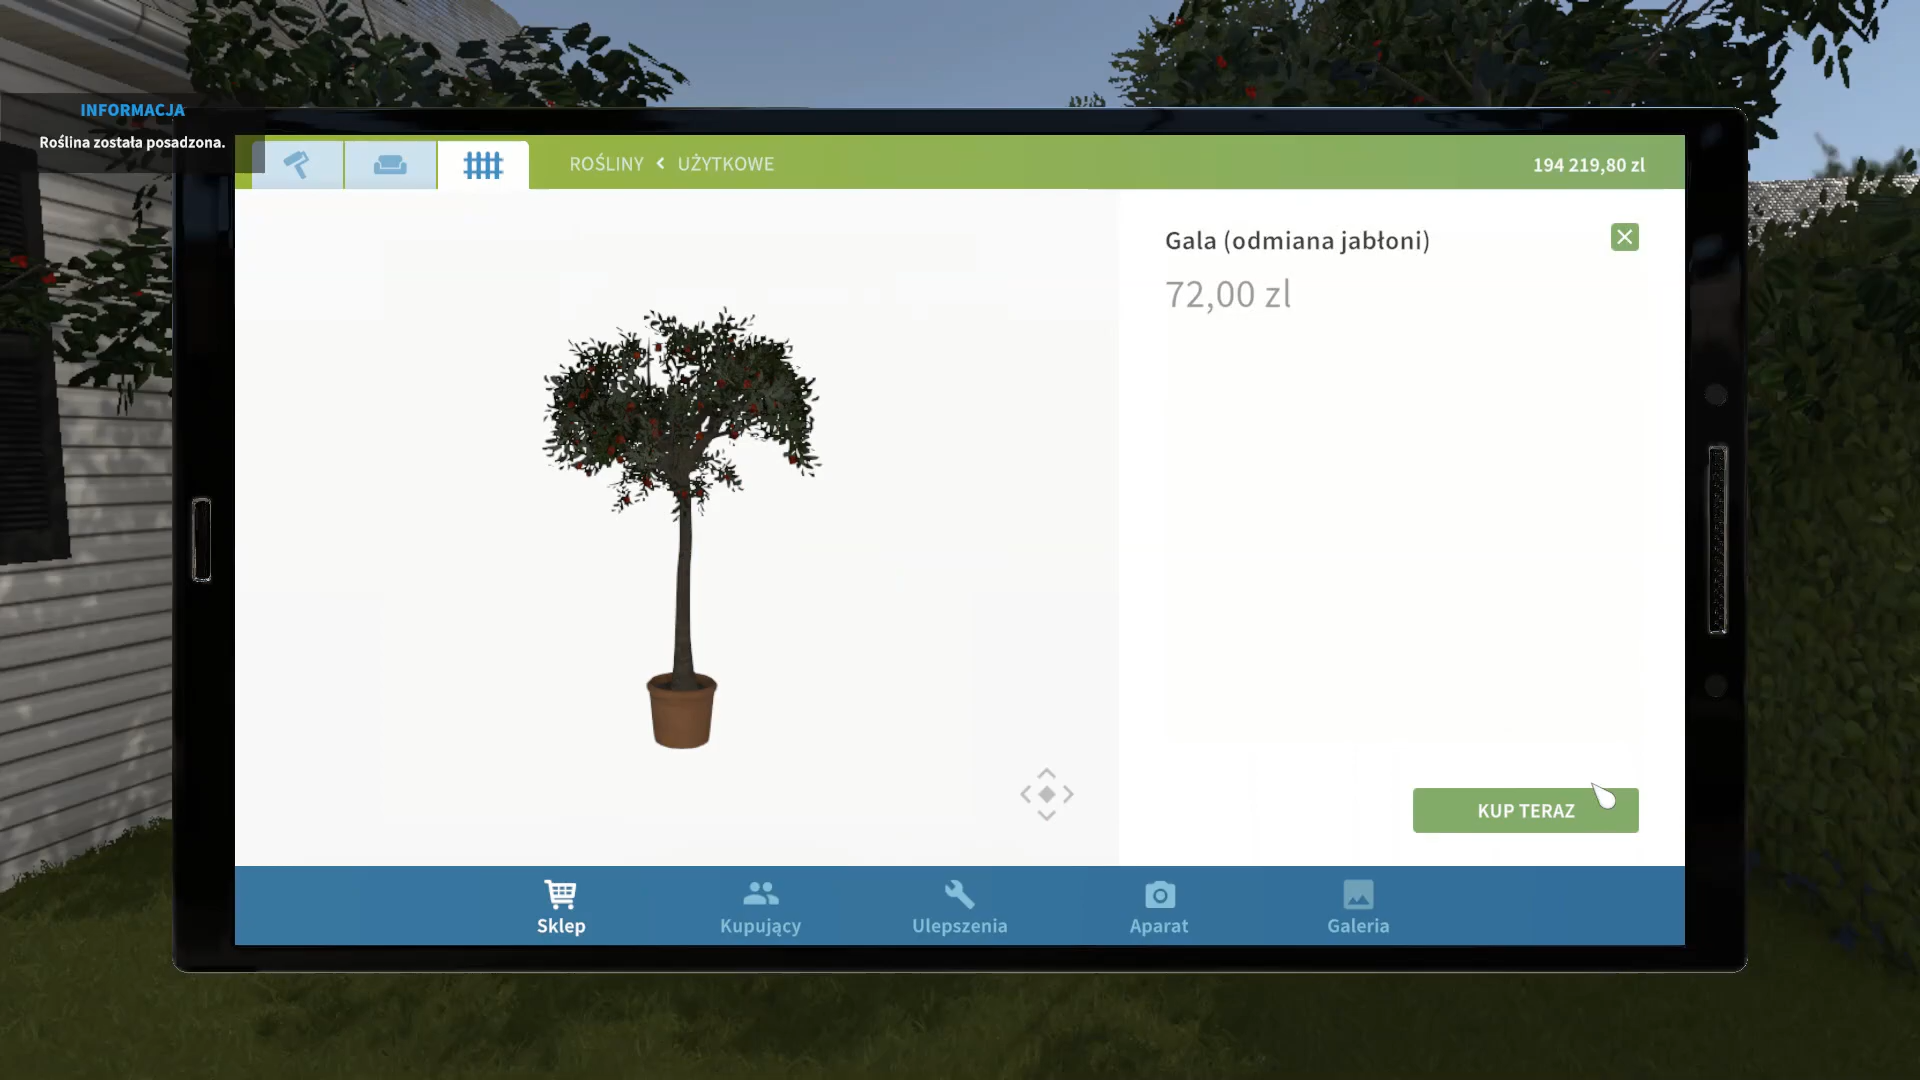 INFORMACJA
Roślina została posadzona.
ROŚLINY < UŻYTKOWE
194 219,80 zl
Gala (odmiana jabłoni)
72,00 zl
KUP TERAZ
Sklep
Kupujący
Ulepszenia
Aparat
Galeria